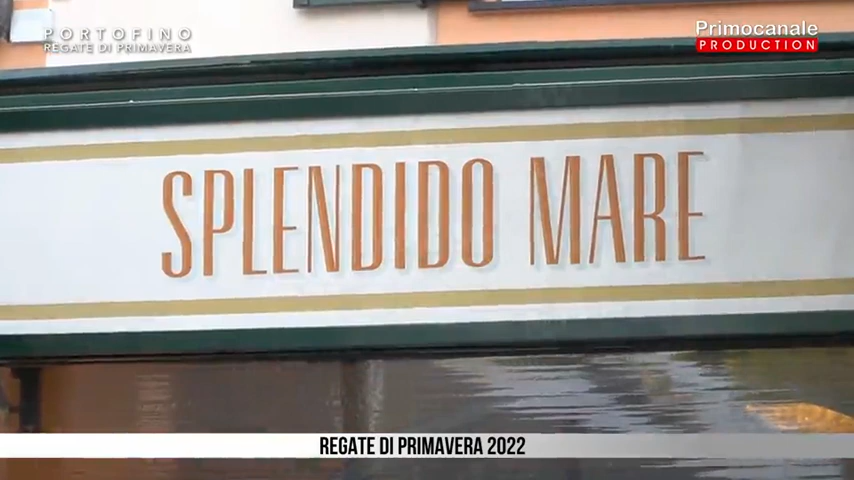 PORTOFINO
REGATE DI PRIMAVERA
Primocanale
PRODUCTION
SPLENDIDO MARE
REGATE DI PRIMAVERA 2022